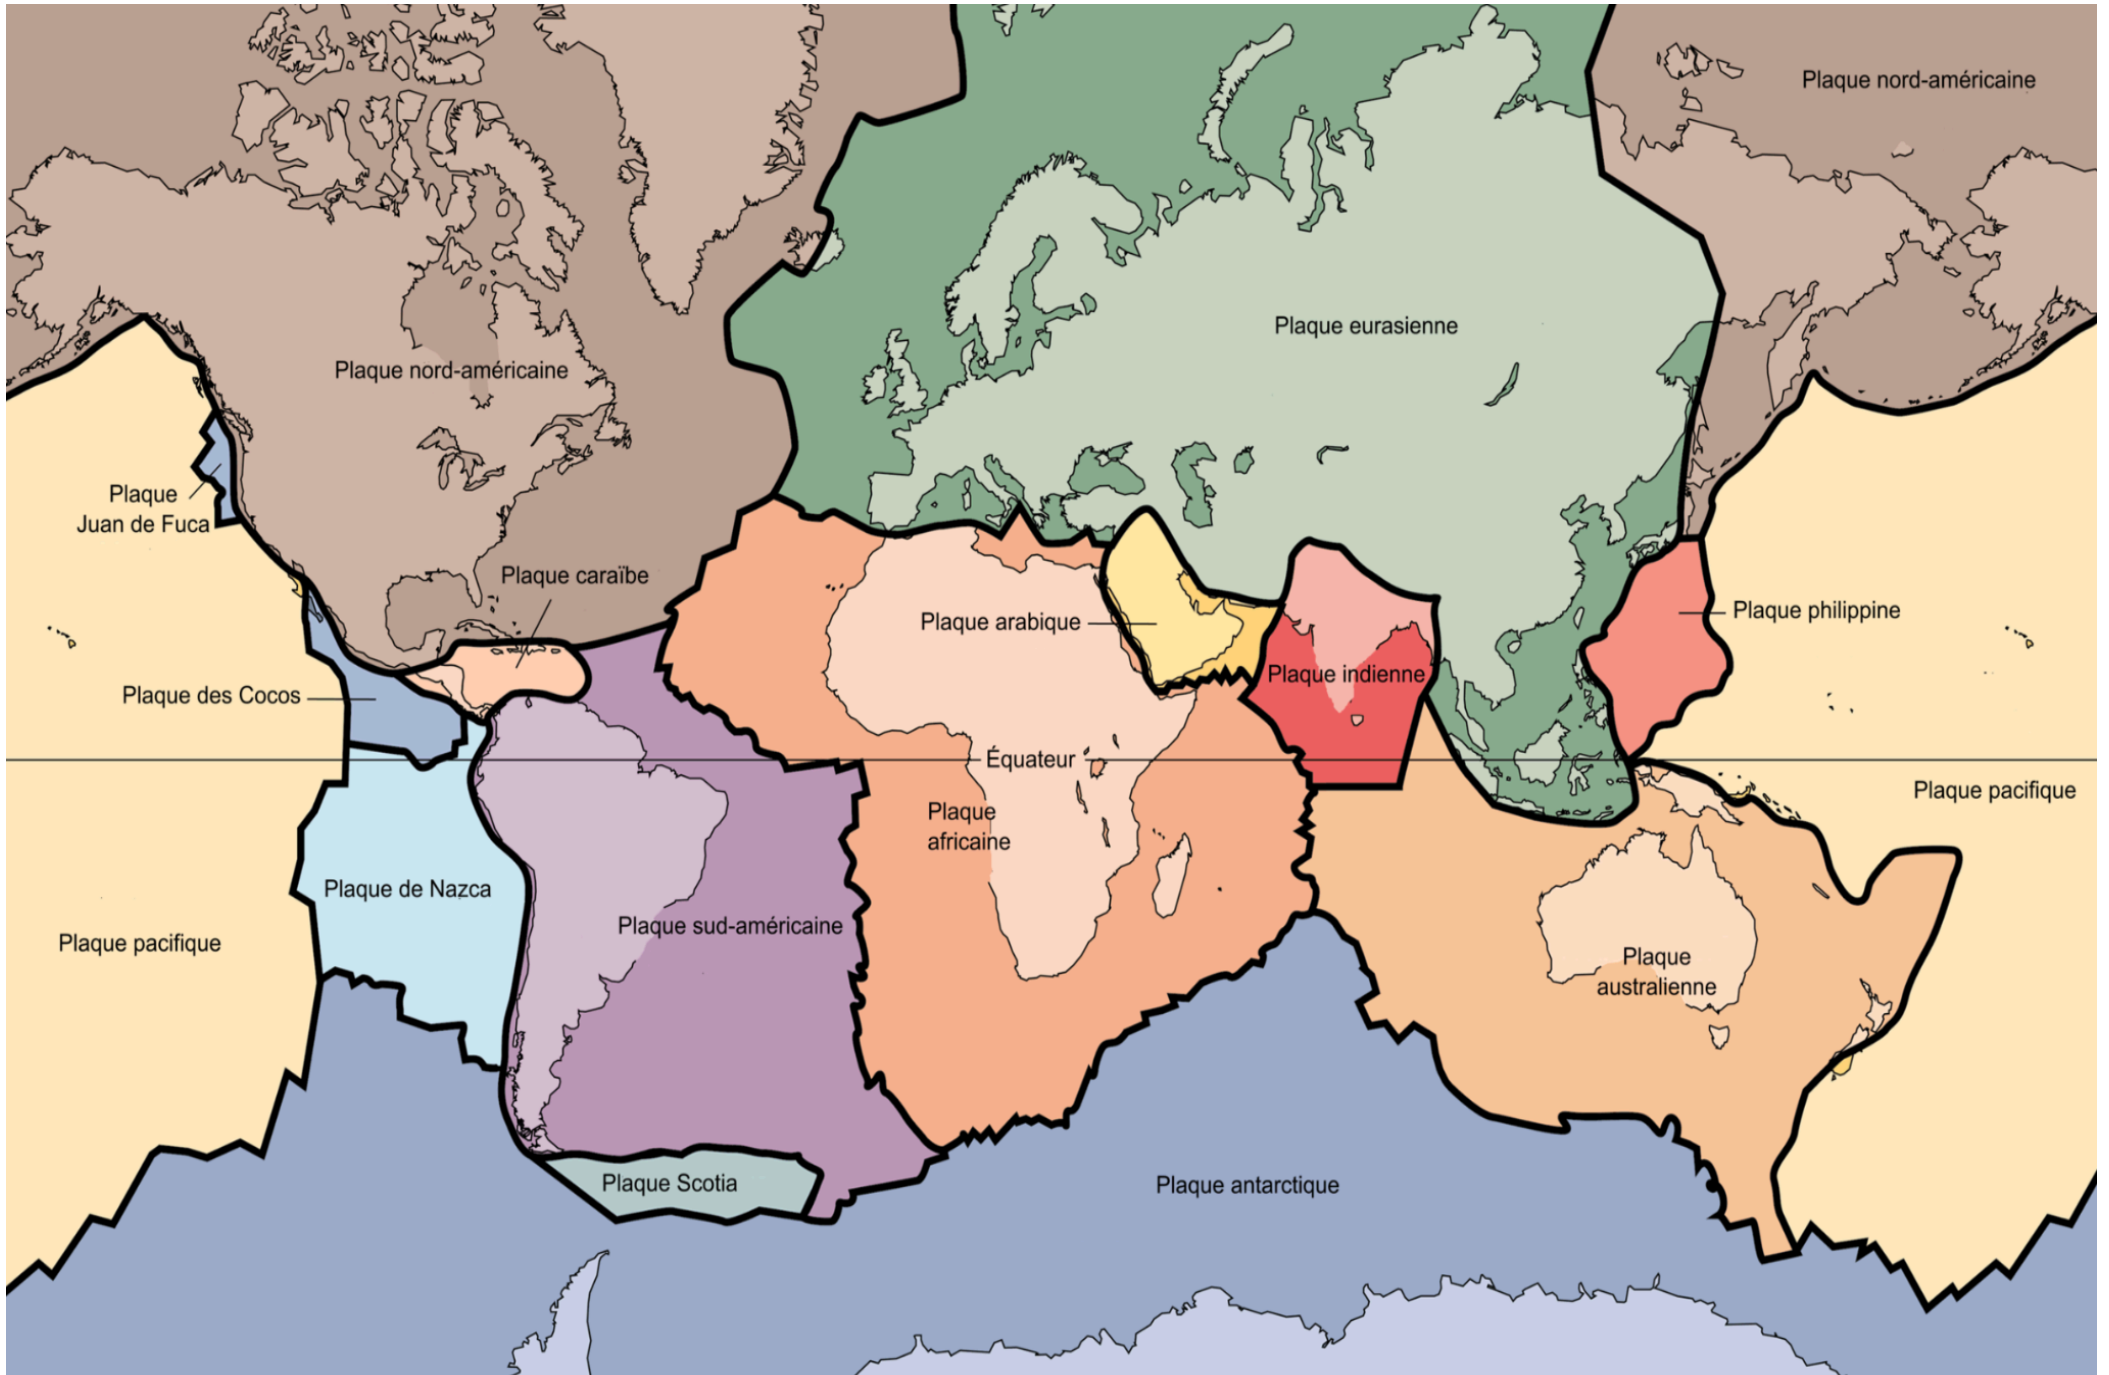 Plaque nord-américaine
Plaque eurasienne
Plaque nord-américaine
Plaque
Juan de Fuca
Plaque caraïbe
Plaque arabique
Plaque philippine
Plaque indienne
Plaque des Cocos
Équateur
Plaque pacifique
Plaque
africaine
Plaque de Nazca
Plaque sud-américaine
Plaque pacifique
Plaque
australienne
Plaque Scotia
Plaque antarctique